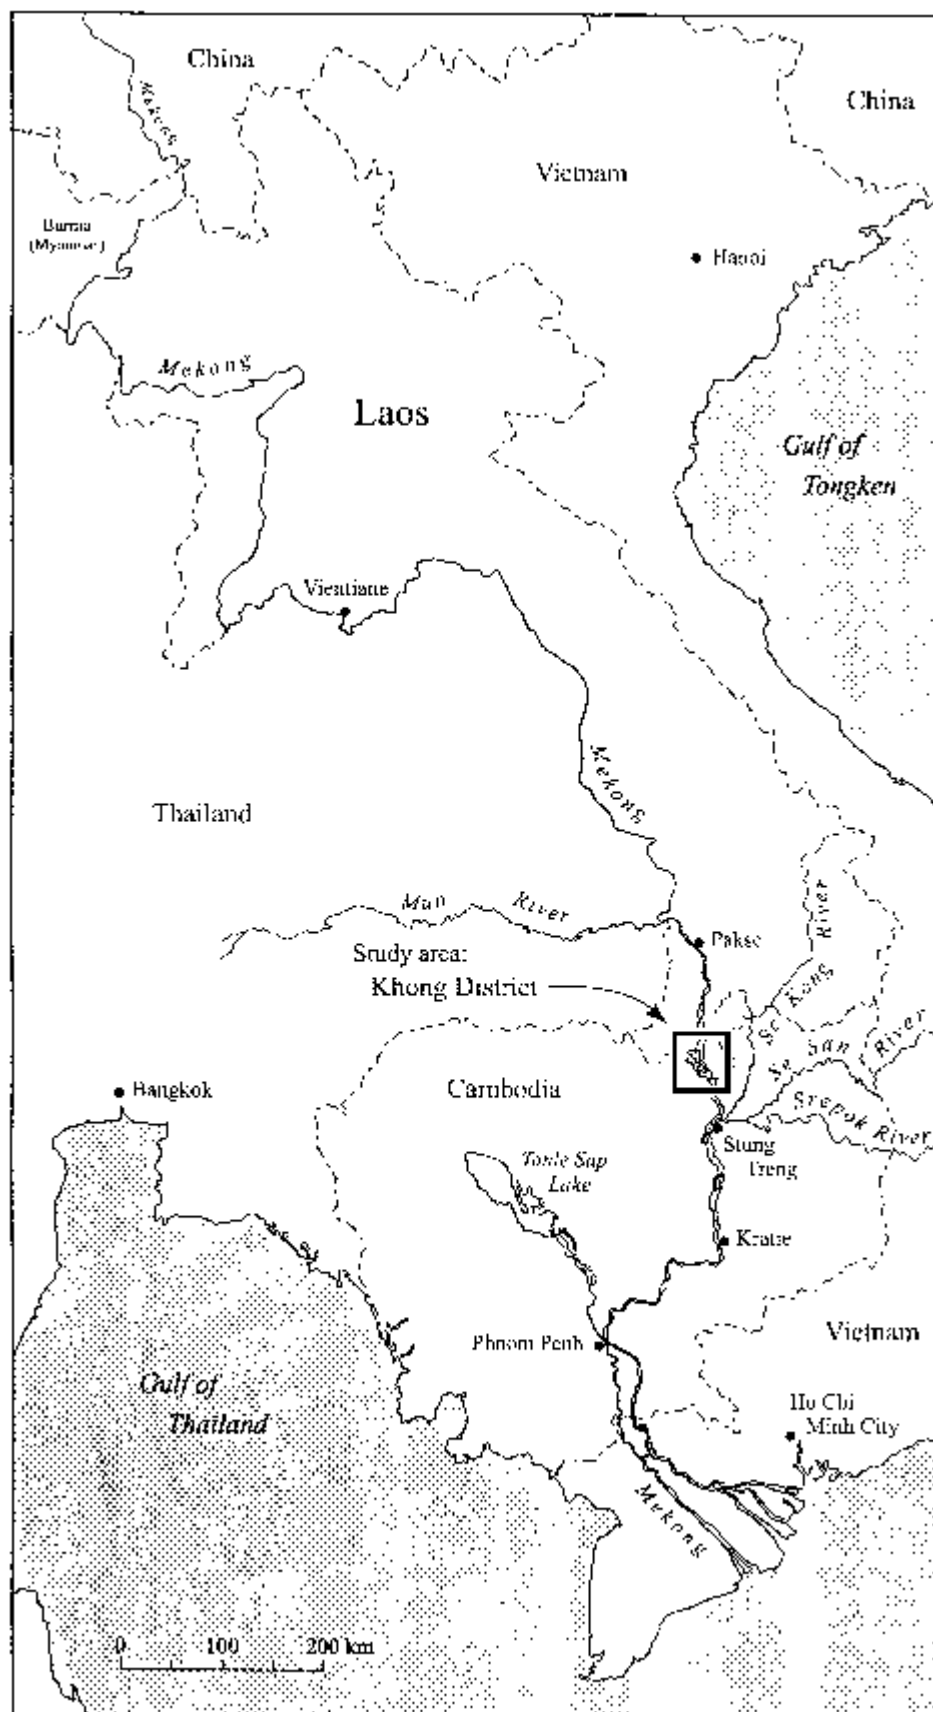 China
China
Mekong
Vietnam
Burma
(Myanmar)
Hanoi
Mekong
Laos
Gulf of
Tongken
Vientiane
Mekong
Thailand
Mun River
Pakse
Study area:
Khong District
Se Kong River
Se San River
Srepok River
Bangkok
Cambodia
Stung
Treng
Tonle Sap
Lake
Kratie
Phnom Penh
Vietnam
Gulf of
Thailand
Ho Chi
Minh City
Mekong
0 100 200 km